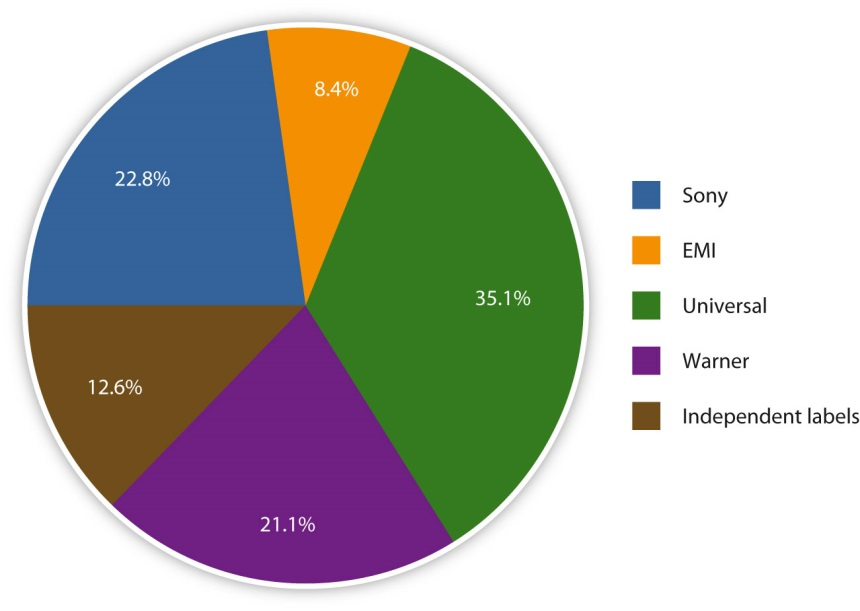 8.4%
22.8%
35.1%
12.6%
21.1%
Sony
EMI
Universal
Warner
Independent labels